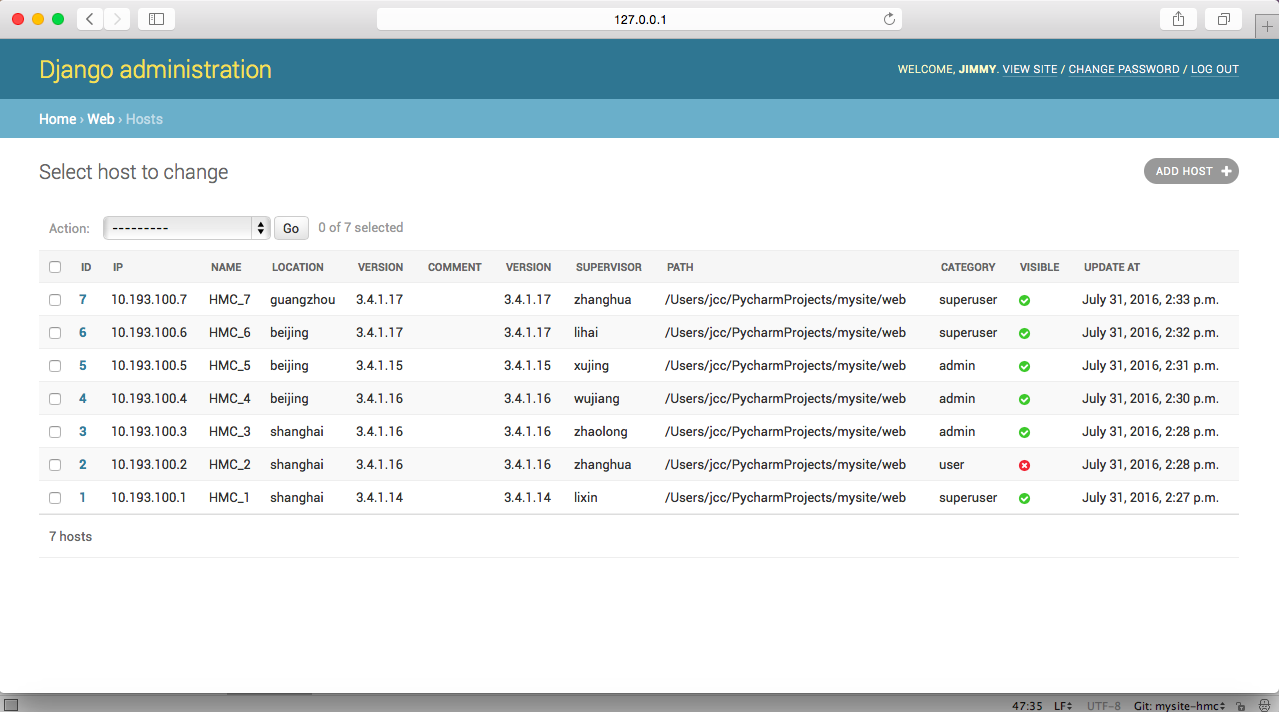 127.0.0.1
Django administration
WELCOME, JIMMY. VIEW SITE / CHANGE PASSWORD / LOG OUT
Home › Web › Hosts
Select host to change
ADD HOST +
Action: --------- Go 0 of 7 selected
ID IP NAME LOCATION VERSION COMMENT VERSION SUPERVISOR PATH CATEGORY VISIBLE UPDATE AT
7 10.193.100.7 HMC_7 guangzhou 3.4.1.17 3.4.1.17 zhanghua /Users/jcc/PycharmProjects/mysite/web superuser July 31, 2016, 2:33 p.m.
6 10.193.100.6 HMC_6 beijing 3.4.1.17 3.4.1.17 lihai /Users/jcc/PycharmProjects/mysite/web superuser July 31, 2016, 2:32 p.m.
5 10.193.100.5 HMC_5 beijing 3.4.1.15 3.4.1.15 xujing /Users/jcc/PycharmProjects/mysite/web admin July 31, 2016, 2:31 p.m.
4 10.193.100.4 HMC_4 beijing 3.4.1.16 3.4.1.16 wujiang /Users/jcc/PycharmProjects/mysite/web admin July 31, 2016, 2:30 p.m.
3 10.193.100.3 HMC_3 shanghai 3.4.1.16 3.4.1.16 zhaolong /Users/jcc/PycharmProjects/mysite/web admin July 31, 2016, 2:28 p.m.
2 10.193.100.2 HMC_2 shanghai 3.4.1.16 3.4.1.16 zhanghua /Users/jcc/PycharmProjects/mysite/web user July 31, 2016, 2:28 p.m.
1 10.193.100.1 HMC_1 shanghai 3.4.1.14 3.4.1.14 lixin /Users/jcc/PycharmProjects/mysite/web superuser July 31, 2016, 2:27 p.m.
7 hosts
47:35 LF UTF-8 Git: mysite-hmc